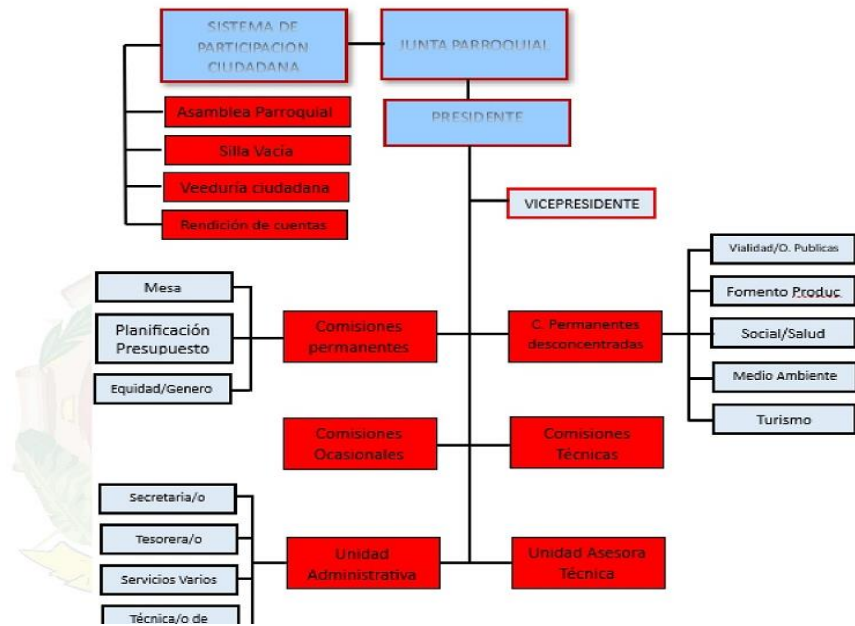 SISTEMA DE
PARTICIPACION
CIUDADANA
JUNTA PARROQUIAL
PRESIDENTE
Asamblea Parroquial
Silla Vacía
Veeduría ciudadana
Rendición de cuentas
VICEPRESIDENTE
Mesa
Planificación
Presupuesto
Equidad/Genero
Comisiones
permanentes
C. Permanentes
desconcentradas
Vialidad/O. Publicas
Fomento Produc
Social/Salud
Medio Ambiente
Turismo
Comisiones
Ocasionales
Comisiones
Técnicas
Secretaria/o
Tesorera/o
Servicios Varios
Técnica/o de
Unidad
Administrativa
Unidad Asesora
Técnica